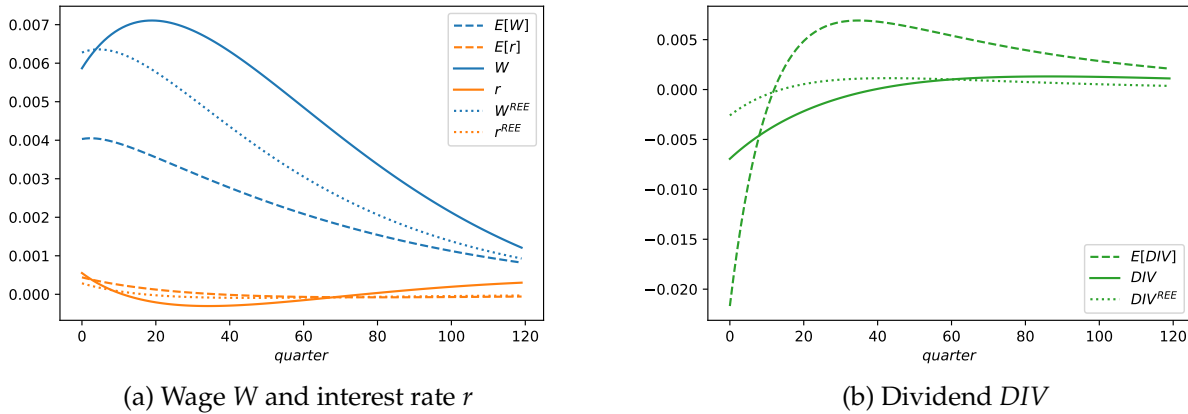 0.007
0.006
0.005
0.004
0.003
0.002
0.001
0.000
0 20 40 60 80 100 120
quarter
E[W]
E[r]
W
r
W^REE
r^REE
(a) Wage W and interest rate r
0.005
0.000
−0.005
−0.010
−0.015
−0.020
0 20 40 60 80 100 120
quarter
E[DIV]
DIV
DIV^REE
(b) Dividend DIV